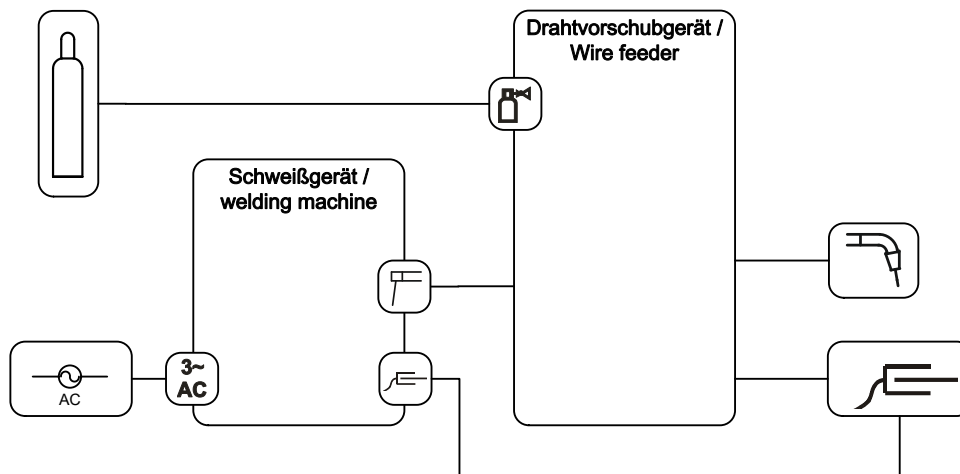 Drahtvorschubgerät /
Wire feeder
Schweißgerät /
welding machine
3~
AC
AC